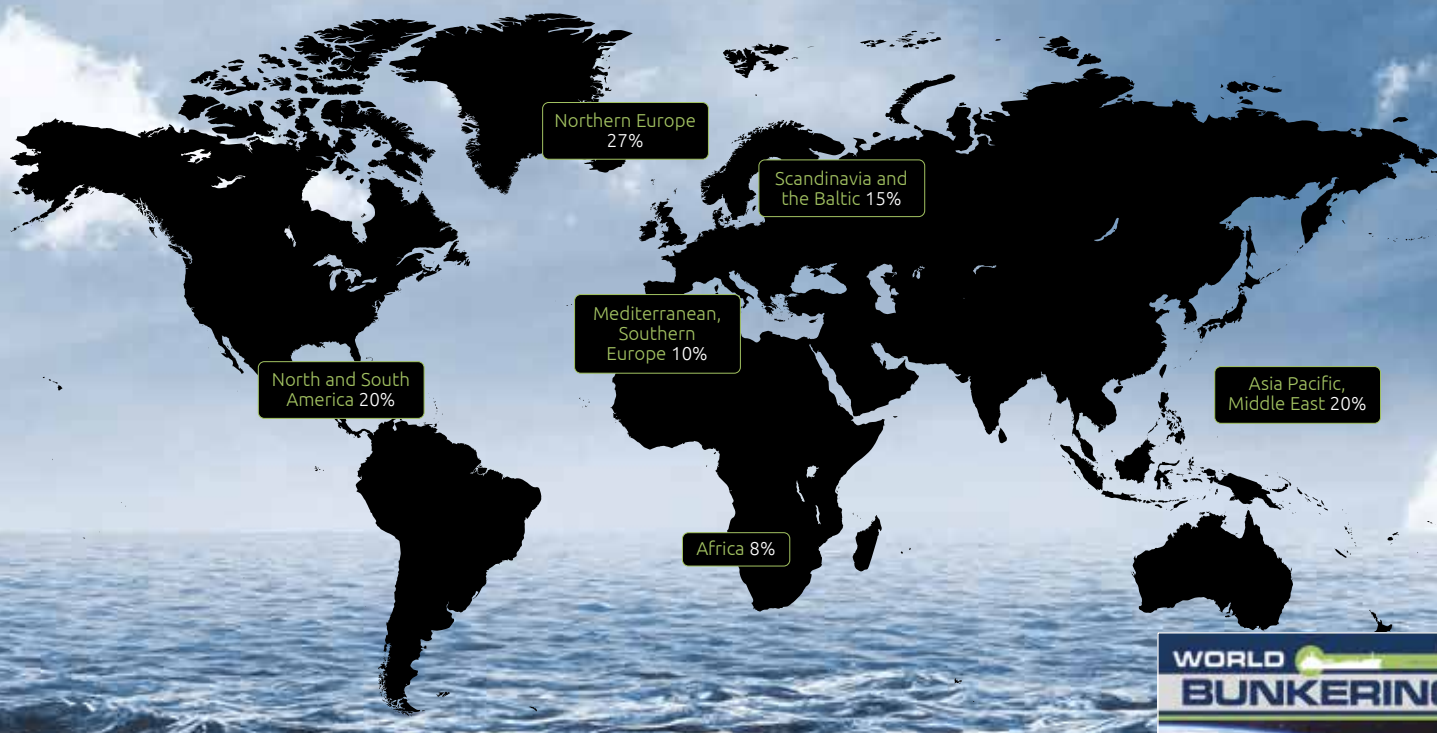 Northern Europe
27%
Scandinavia and
the Baltic 15%
Mediterranean,
Southern
Europe 10%
North and South
America 20%
Asia Pacific,
Middle East 20%
Africa 8%
WORLD
BUNKERING